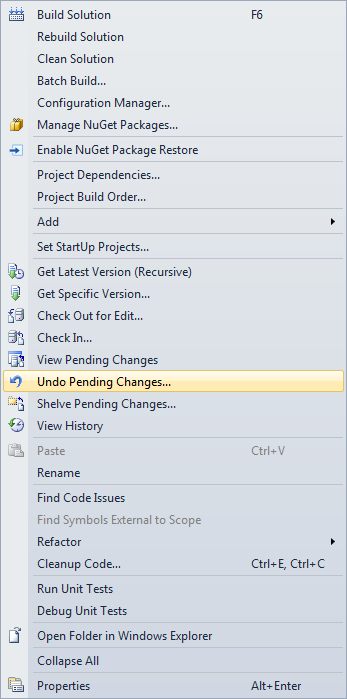 Build Solution F6
Rebuild Solution
Clean Solution
Batch Build...
Configuration Manager...
Manage NuGet Packages...
Enable NuGet Package Restore
Project Dependencies...
Project Build Order...
Add
Set StartUp Projects...
Get Latest Version (Recursive)
Get Specific Version...
Check Out for Edit...
Check In...
View Pending Changes
Undo Pending Changes...
Shelve Pending Changes...
View History
Paste Ctrl+V
Rename
Find Code Issues
Find Symbols External to Scope
Refactor
Cleanup Code... Ctrl+E, Ctrl+C
Run Unit Tests
Debug Unit Tests
Open Folder in Windows Explorer
Collapse All
Properties Alt+Enter